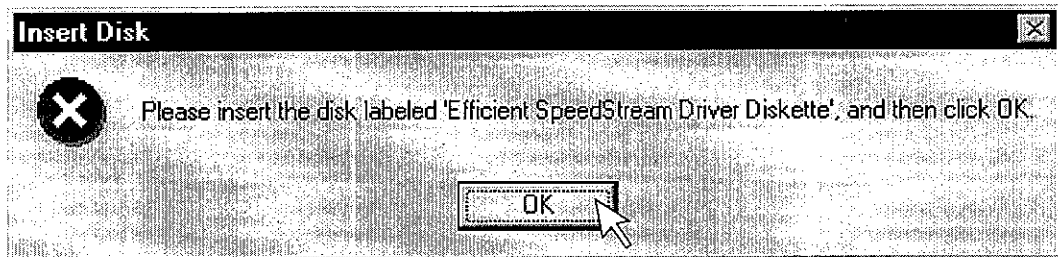 Insert Disk
Please insert the disk labeled 'Efficient SpeedStream Driver Diskette', and then click OK.
OK